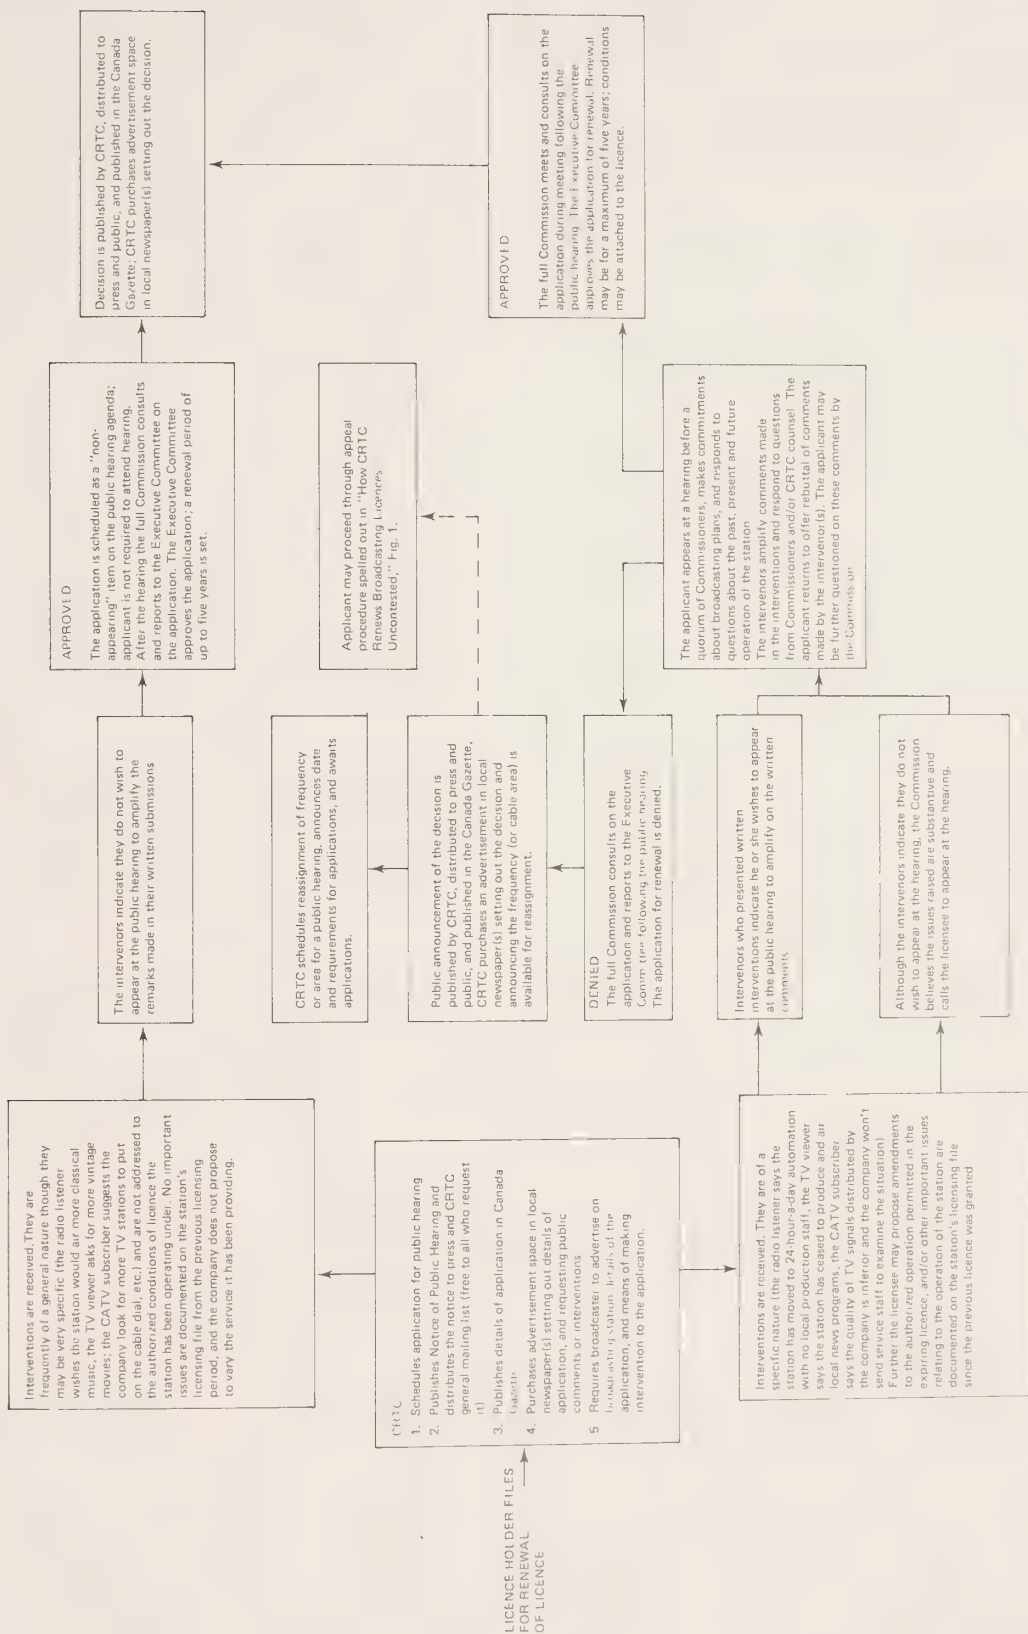 LICENCE HOLDER FILES
FOR RENEWAL
OF LICENCE
CRTC
1. Schedules application for public hearing
2. Publishes Notice of Public Hearing and
distributes the notice to press and CRTC
general mailing list (free to all who request
it)
3. Publishes details of application in Canada
Gazette
4. Purchases advertisement space in local
newspaper(s) setting out details of
application, and requesting public
comments or interventions
5 Requires broadcaster to advertise on
broadcasting station details of the
application, and means of making
intervention to the application.
Interventions are received. They are
frequently of a general nature though they
may be very specific (the radio listener
wishes the station would air more classical
music, the TV viewer asks for more vintage
movies; the CATV subscriber suggests the
company look for more TV stations to put
on the cable dial, etc.) and are not addressed to
the authorized conditions of licence the
station has been operating under. No important
issues are documented on the station's
licensing file from the previous licensing
period, and the company does not propose
to vary the service it has been providing.
The intervenors indicate they do not wish to
appear at the public hearing to amplify the
remarks made in their written submissions
APPROVED
The application is scheduled as a "non-
appearing" item on the public hearing agenda;
applicant is not required to attend hearing.
After the hearing the full Commission consults
and reports to the Executive Committee on
the application. The Executive Committee
approves the application; a renewal period of
up to five years is set.
Decision is published by CRTC, distributed to
press and public, and published in the Canada
Gazette; CRTC purchases advertisement space
in local newspaper(s) setting out the decision.
CRTC schedules reassignment of frequency
or area for a public hearing, announces date
and requirements for applications, and awaits
applications.
Applicant may proceed through appeal
procedure spelled out in "How CRTC
Renews Broadcasting Licences
Uncontested," Fig. 1.
Public announcement of the decision is
published by CRTC, distributed to press and
public, and published in the Canada Gazette,
CRTC purchases an advertisement in local
newspaper(s) setting out the decision and
announcing the frequency (or cable area) is
available for reassignment.
DENIED
The full Commission consults on the
application and reports to the Executive
Committee following the public hearing.
The application for renewal is denied.
Interventions are received. They are of a
specific nature (the radio listener says the
station has moved to 24-hour-a-day automation
with no local production staff, the TV viewer
says the station has ceased to produce and air
local news programs, the CATV subscriber
says the quality of TV signals distributed by
the company is inferior and the company won't
send service staff to examine the situation)
Further the licensee may propose amendments
to the authorized operation permitted in the
expiring licence, and/or other important issues
relating to the operation of the station are
documented on the station's licensing file
since the previous licence was granted
Intervenors who presented written
interventions indicate he or she wishes to appear
at the public hearing to amplify on the written
comments
Although the intervenors indicate they do not
wish to appear at the hearing, the Commission
believes the issues raised are substantive and
calls the licensee to appear at the hearing.
The applicant appears at a hearing before a
quorum of Commissioners, makes commitments
about broadcasting plans, and responds to
questions about the past, present and future
operation of the station
The intervenors amplify comments made
in the interventions and respond to questions
from Commissioners and/or CRTC counsel The
applicant returns to offer rebuttal of comments
made by the intervenor(s). The applicant may
be further questioned on these comments by
the Commission
APPROVED
The full Commission meets and consults on the
application during meeting following the
public hearing. The Executive Committee
approves the application for renewal. Renewal
may be for a maximum of five years; conditions
may be attached to the licence.